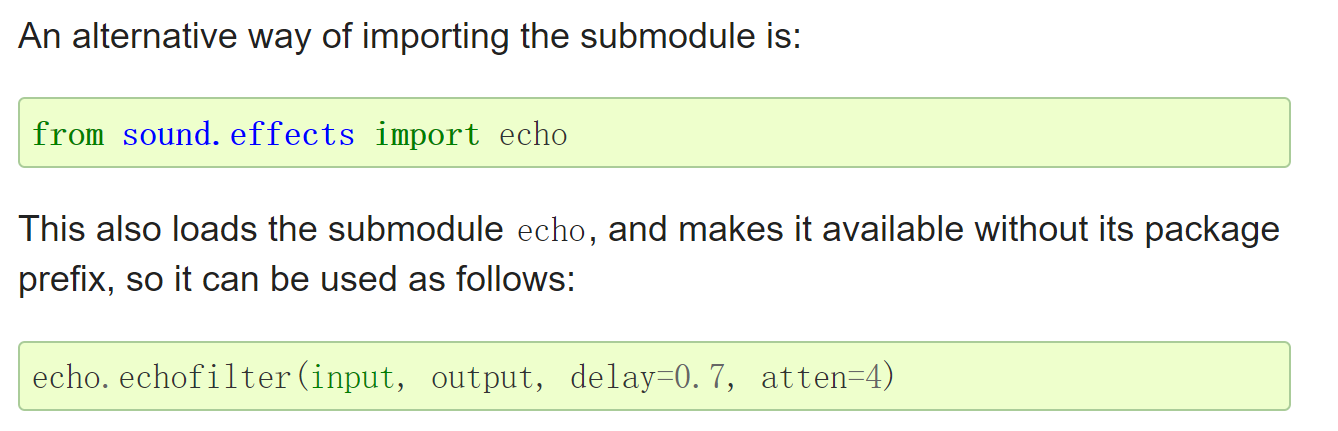 An alternative way of importing the submodule is:
from sound.effects import echo
This also loads the submodule echo, and makes it available without its package
prefix, so it can be used as follows:
echo.echofilter(input, output, delay=0.7, atten=4)